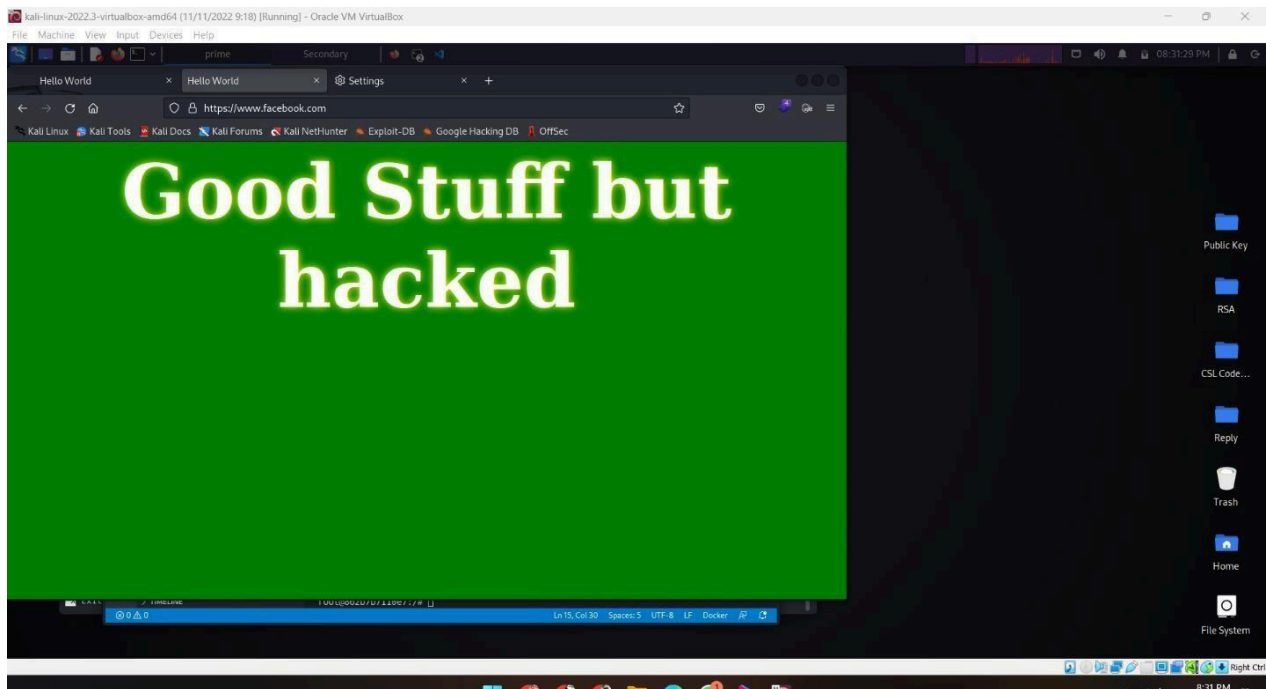 kali-linux-2022.3-virtualbox-amd64 (11/11/2022 9:18) [Running] - Oracle VM VirtualBox
File Machine View Input Devices Help
prime Secondary 08:31:29 PM
Hello World Hello World Settings
https://www.facebook.com
Kali Linux Kali Tools Kali Docs Kali Forums Kali NetHunter Exploit-DB Google Hacking DB OffSec
Good Stuff but
hacked
Public Key
RSA
CSL Code...
Reply
Trash
Home
File System
TIMELINE
0 0 Ln 15, Col 30 Spaces: 5 UTF-8 LF Docker
Right Ctrl
8:31 PM